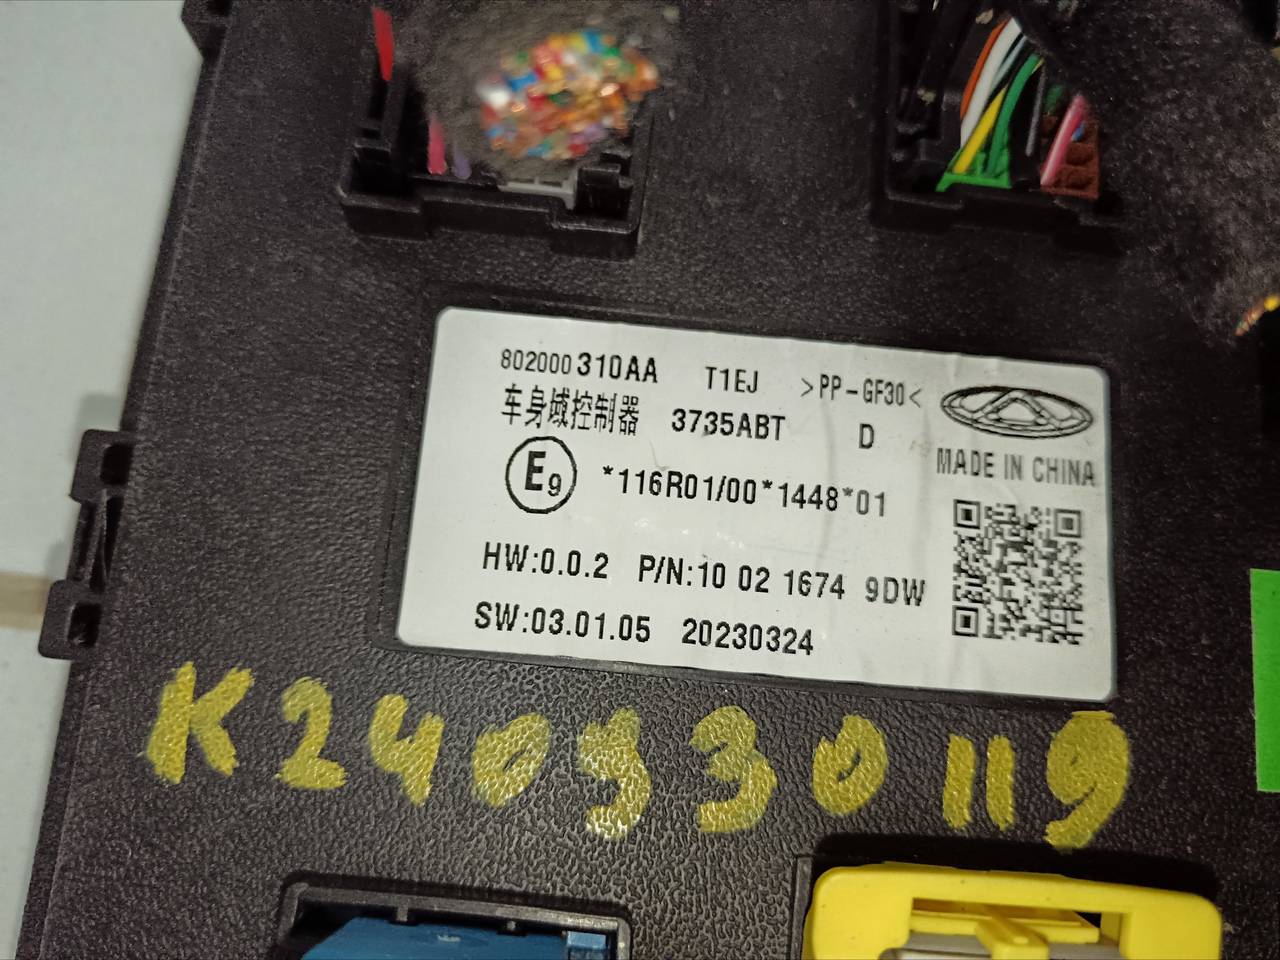 802000310AA T1EJ >PP-GF30<
车身域控制器 3735ABT D
MADE IN CHINA
E9 *116R01/00*1448*01
HW:0.0.2 P/N:10 02 1674 9DW
SW:03.01.05 20230324
K240930119